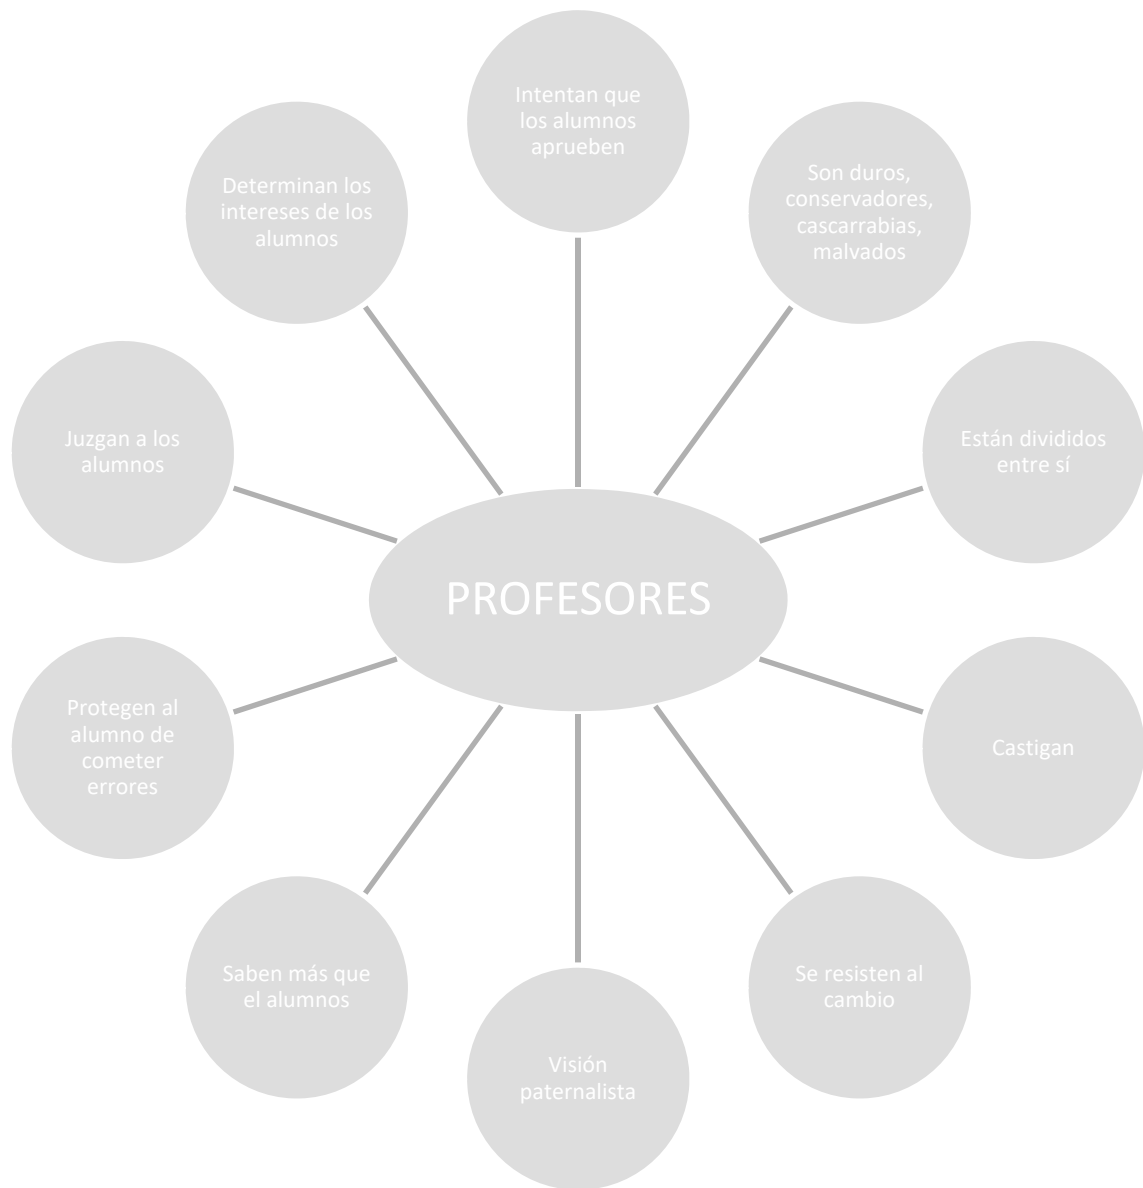 Intentan que
los alumnos
aprueben
Son duros,
conservadores,
cascarrabias,
malvados
Están divididos
entre sí
Castigan
Se resisten al
cambio
Visión
paternalista
Saben más que
el alumnos
Protegen al
alumno de
cometer
errores
Juzgan a los
alumnos
Determinan los
intereses de los
alumnos
PROFESORES